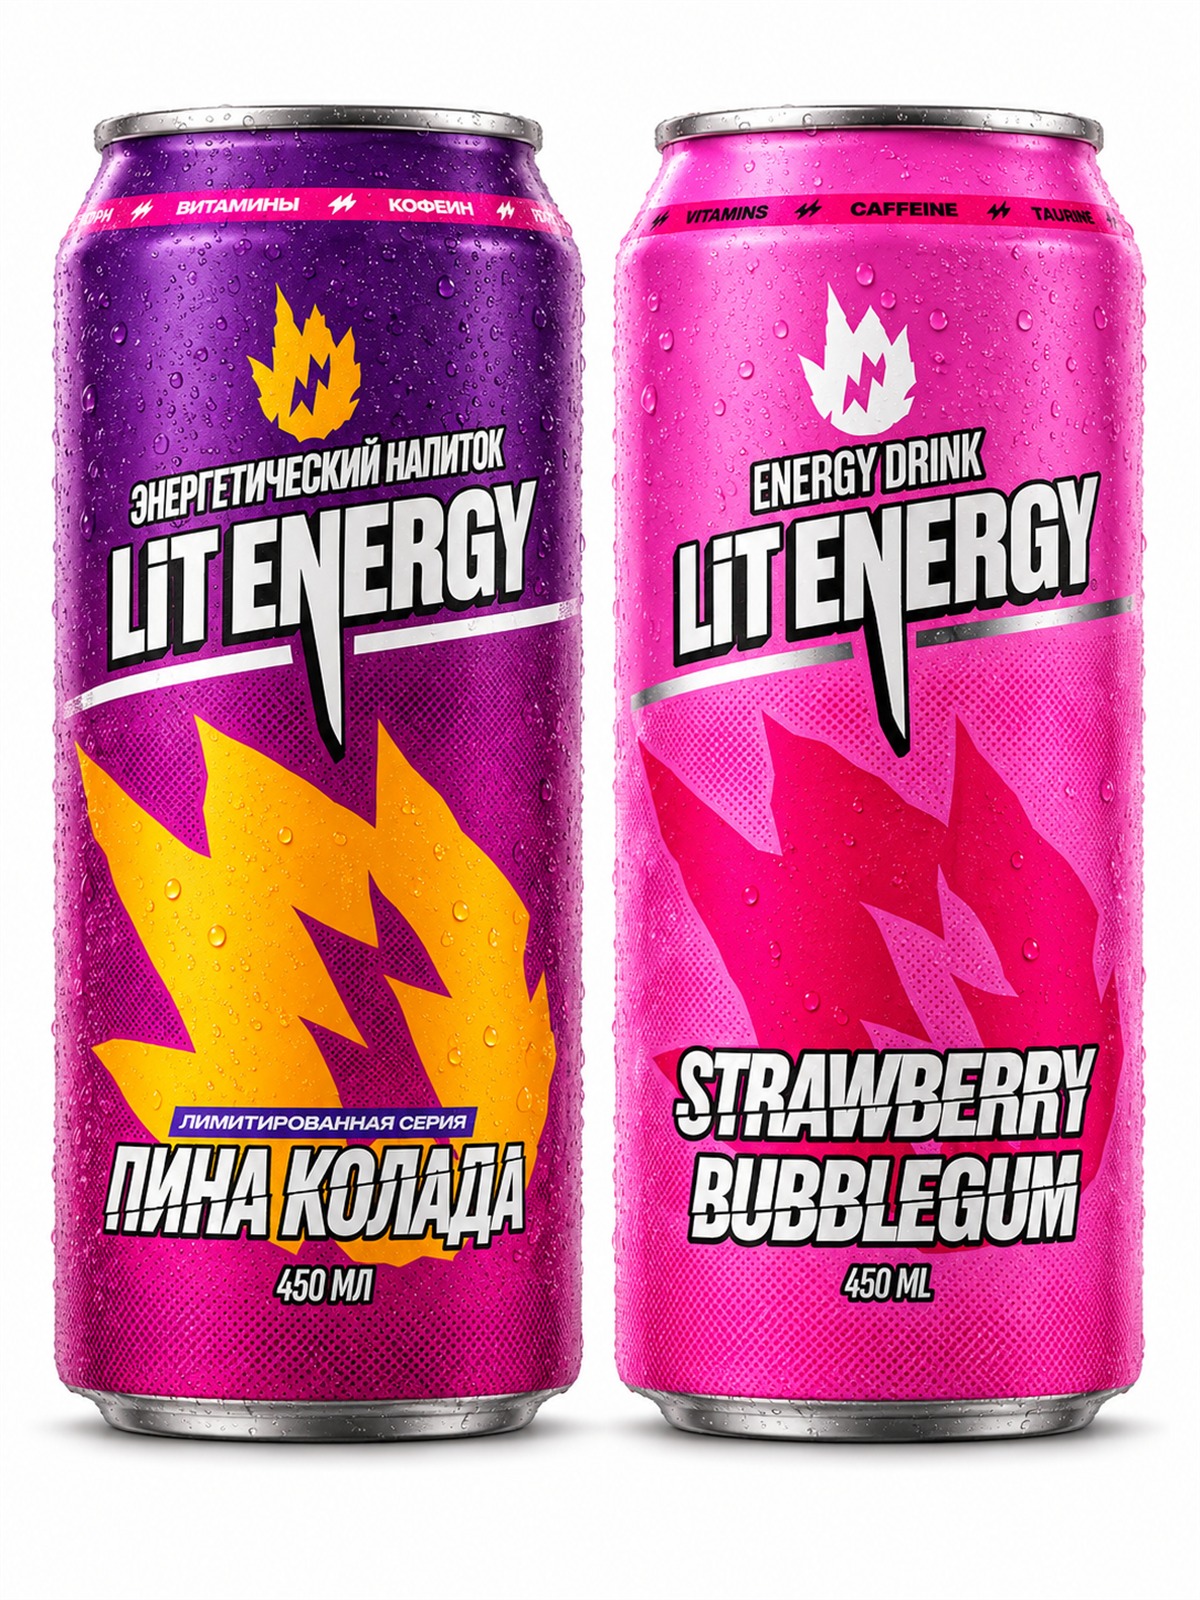 ВИТАМИНЫ КОФЕИН
ЭНЕРГЕТИЧЕСКИЙ НАПИТОК
LiT ENERGY
ЛИМИТИРОВАННАЯ СЕРИЯ
ПИНА КОЛАДА
450 МЛ
VITAMINS CAFFEINE TAURINE
ENERGY DRINK
LiT ENERGY
STRAWBERRY
BUBBLEGUM
450 ML